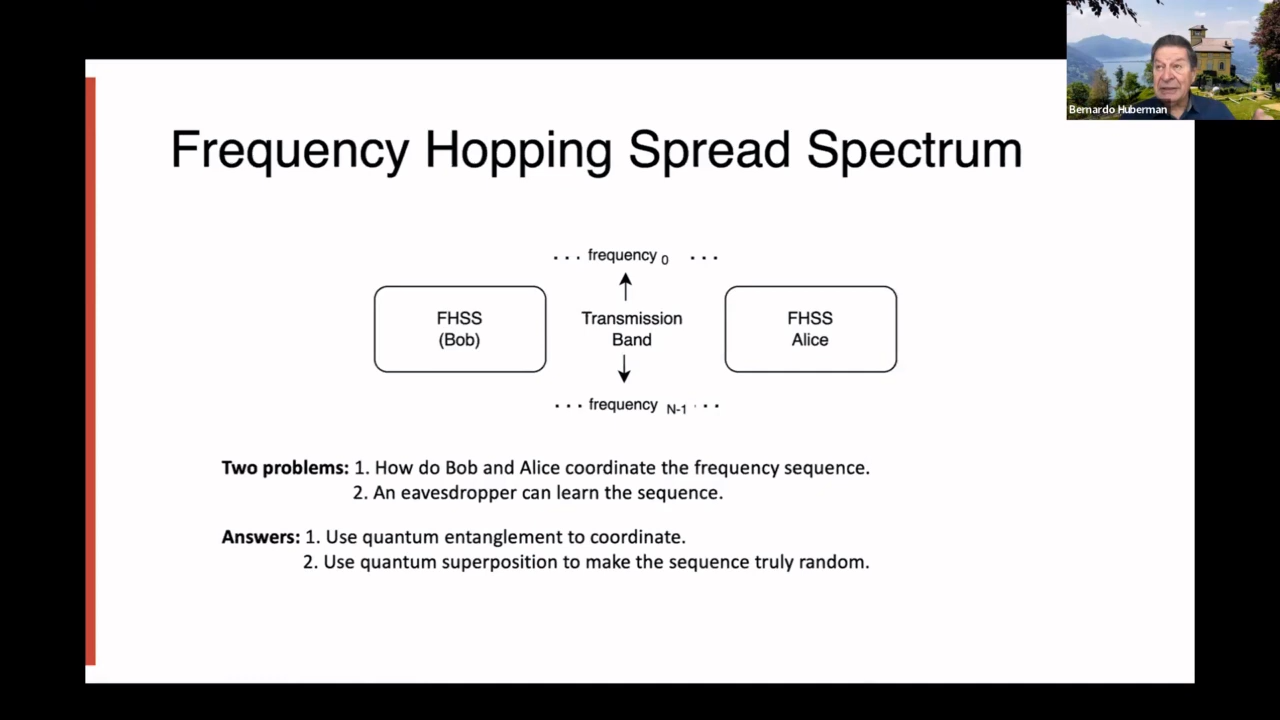 Bernardo Huberman
Frequency Hopping Spread Spectrum
... frequency 0 ...
FHSS
(Bob)
Transmission
Band
FHSS
Alice
... frequency N-1 ...
Two problems: 1. How do Bob and Alice coordinate the frequency sequence.
2. An eavesdropper can learn the sequence.
Answers: 1. Use quantum entanglement to coordinate.
2. Use quantum superposition to make the sequence truly random.